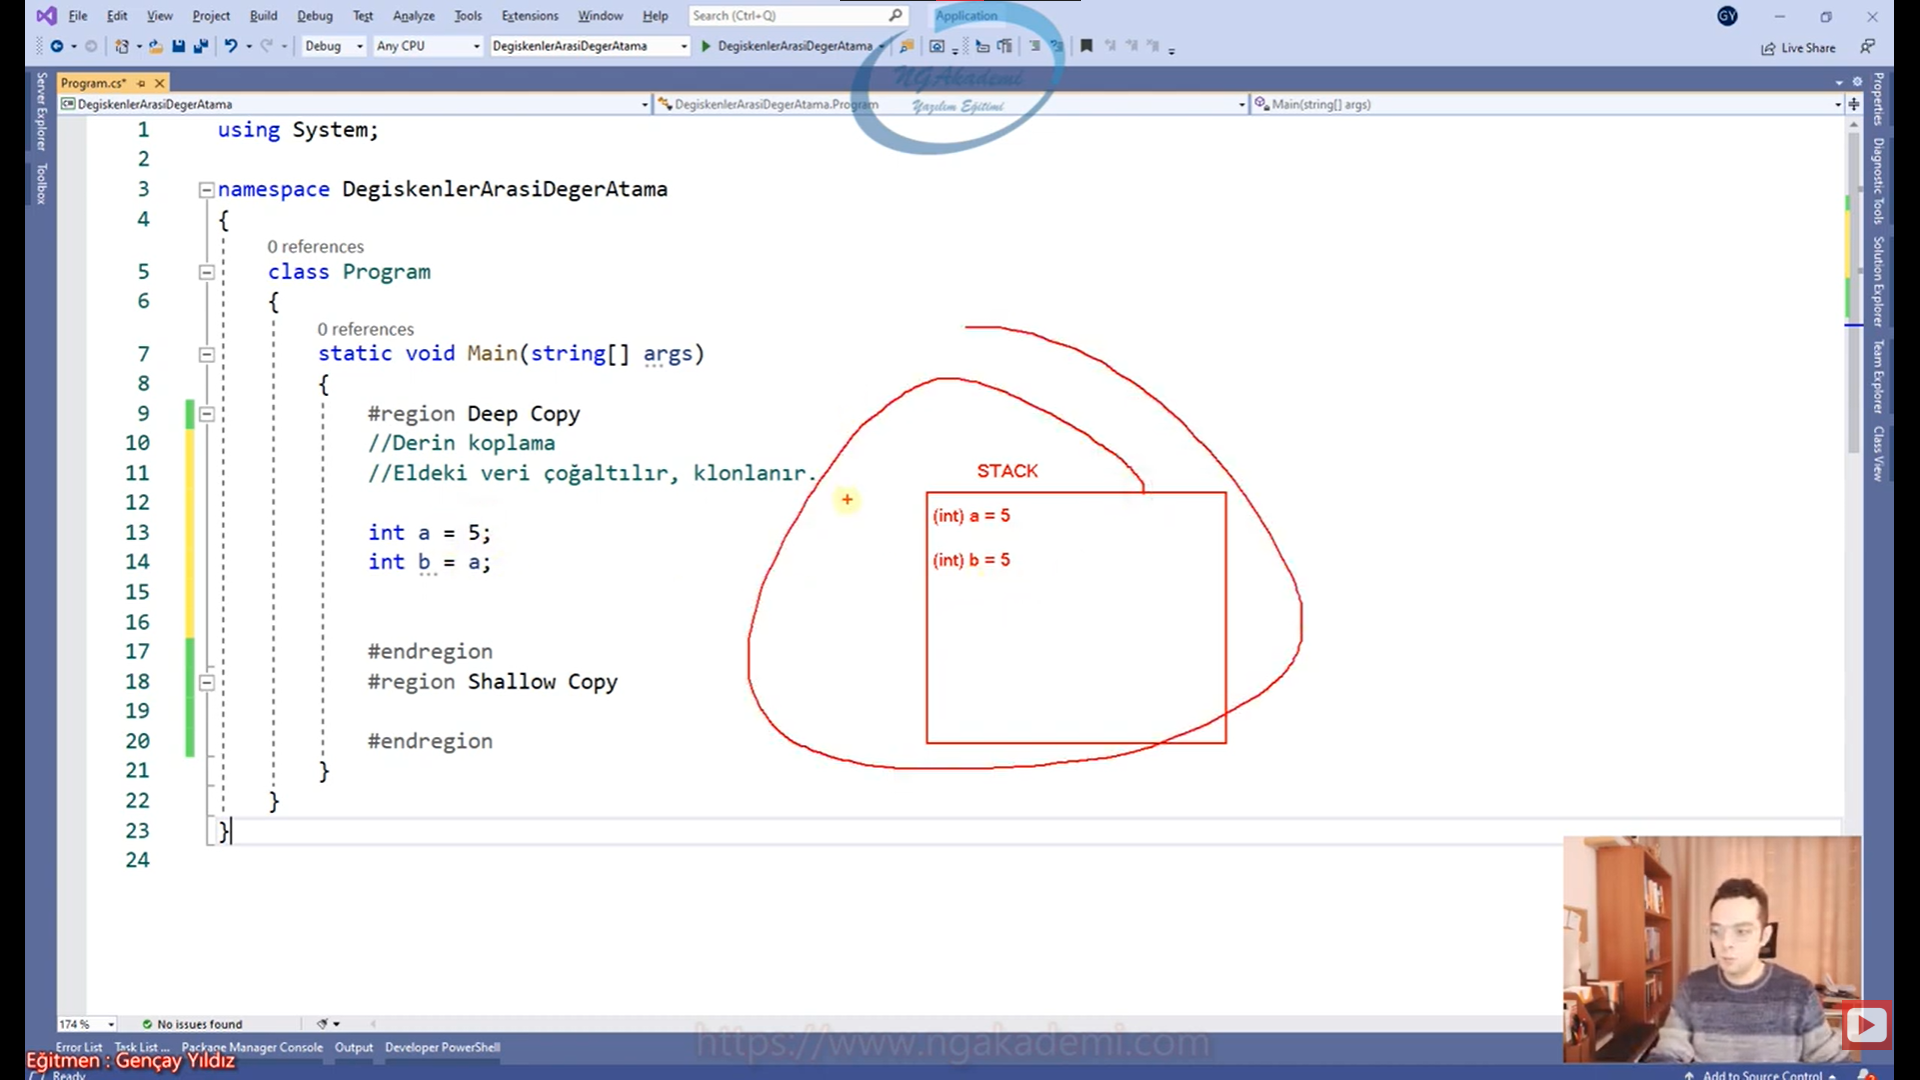 File Edit View Project Build Debug Test Analyze Tools Extensions Window Help Search (Ctrl+Q) Application GY
Debug Any CPU DegiskenlerArasiDegerAtama DegiskenlerArasiDegerAtama Live Share
NGAkademi
Yazılım Eğitimi
Program.cs*
DegiskenlerArasiDegerAtama DegiskenlerArasiDegerAtama.Program Main(string[] args)
Server Explorer
Toolbox
1 using System;
2
3 namespace DegiskenlerArasiDegerAtama
4 {
0 references
5 class Program
6 {
0 references
7 static void Main(string[] args)
8 {
9 #region Deep Copy
10 //Derin koplama
11 //Eldeki veri çoğaltılır, klonlanır.
12
13 int a = 5;
14 int b = a;
15
16
17 #endregion
18 #region Shallow Copy
19
20 #endregion
21 }
22 }
23 }
24
STACK
(int) a = 5
(int) b = 5
Properties
Diagnostic Tools
Solution Explorer
Team Explorer
Class View
174 % No issues found
Error List Task List ... Package Manager Console Output Developer PowerShell
https://www.ngakademi.com
Eğitmen : Gençay Yıldız
Ready Add to Source Control